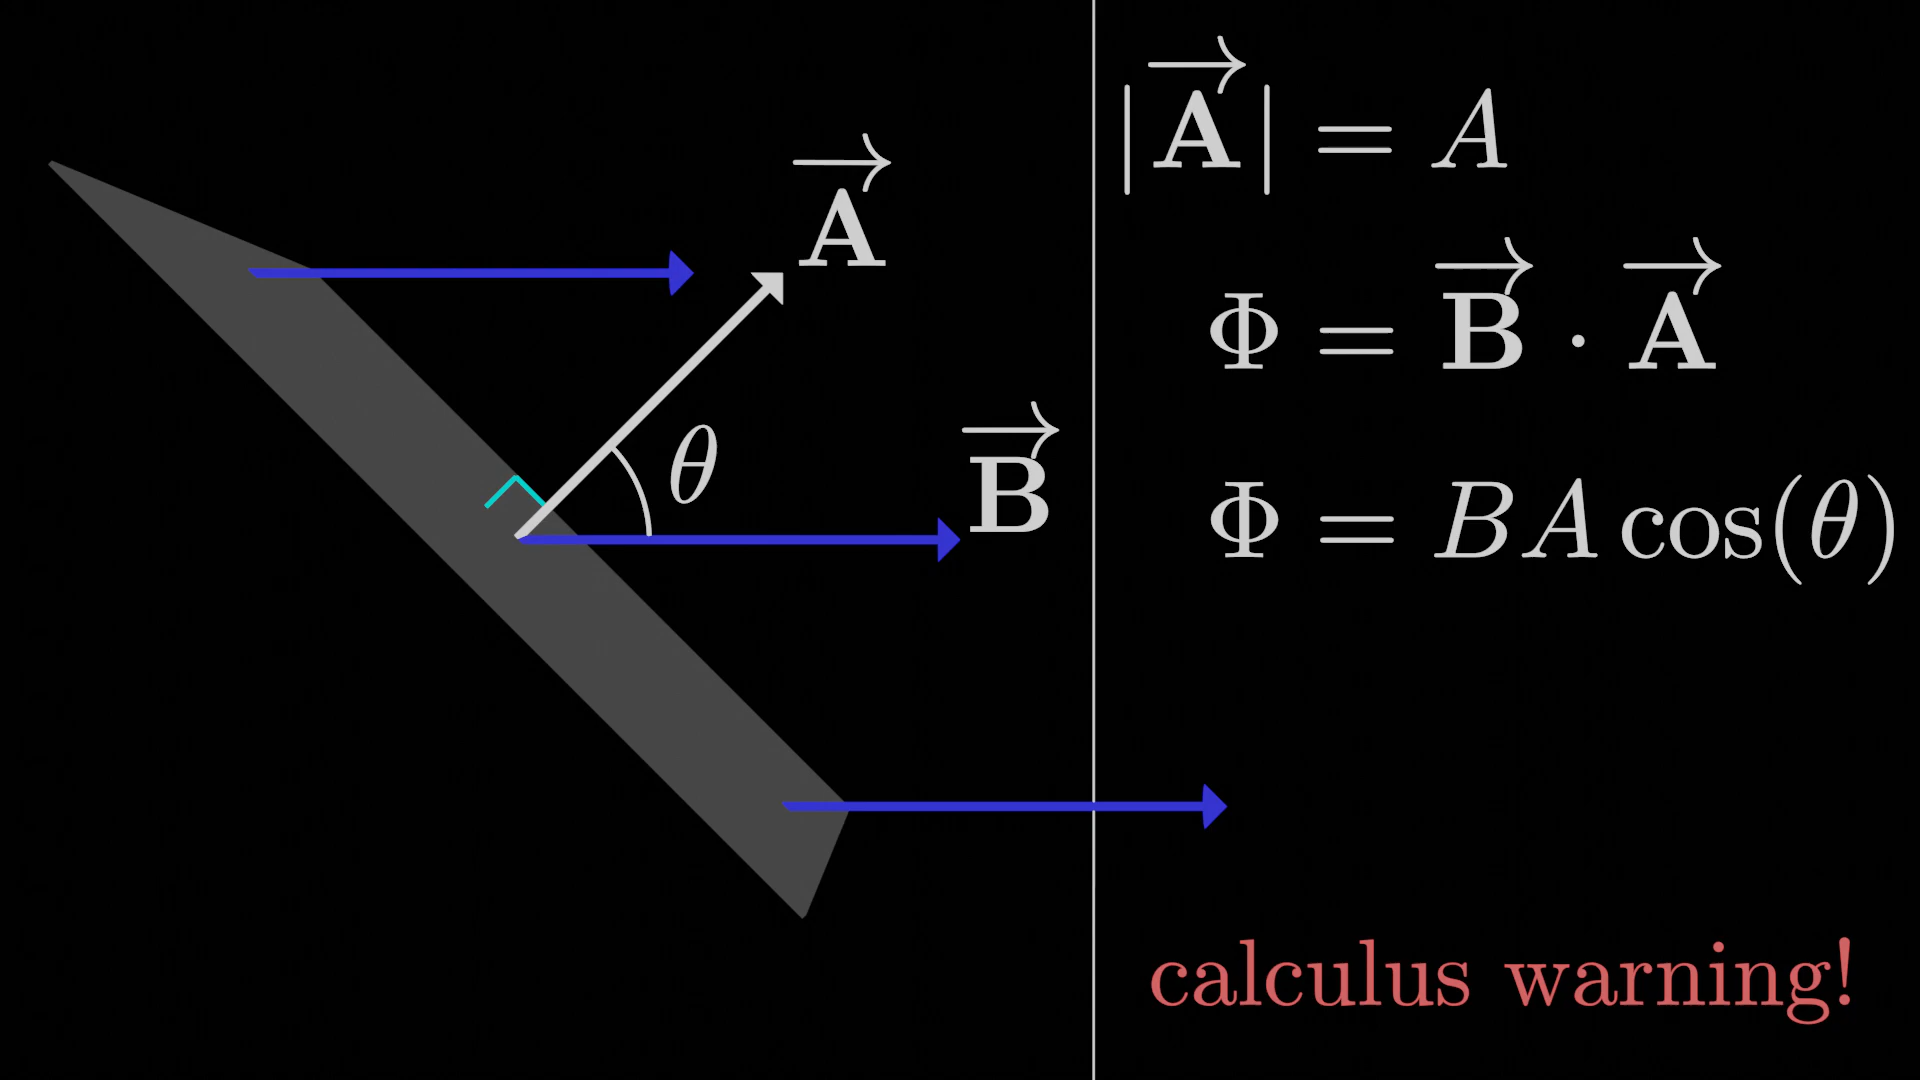 A⃗
θ
B⃗
|A⃗| = A
Φ = B⃗ · A⃗
Φ = BA cos(θ)
calculus warning!